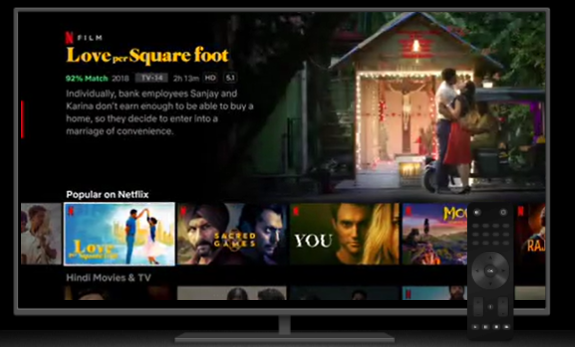 N FILM
Love per Square foot
92% Match 2018 TV-14 2h 13m HD 5.1
Individually, bank employees Sanjay and
Karina don't earn enough to be able to buy a
home, so they decide to enter into a
marriage of convenience.
Popular on Netflix
Love
per Square foot
SACRED
GAMES
YOU
Hindi Movies & TV